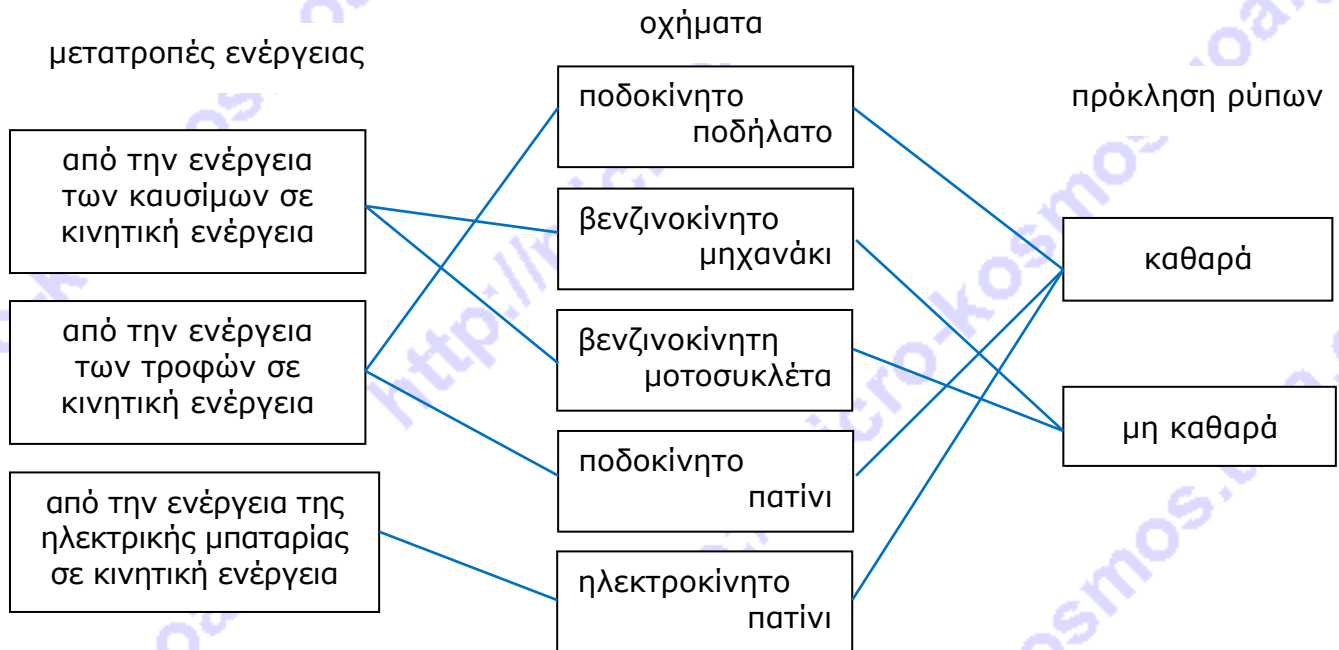 μετατροπές ενέργειας
από την ενέργεια
των καυσίμων σε
κινητική ενέργεια
από την ενέργεια
των τροφών σε
κινητική ενέργεια
από την ενέργεια της
ηλεκτρικής μπαταρίας
σε κινητική ενέργεια
οχήματα
ποδοκίνητο
ποδήλατο
βενζινοκίνητο
μηχανάκι
βενζινοκίνητη
μοτοσυκλέτα
ποδοκίνητο
πατίνι
ηλεκτροκίνητο
πατίνι
πρόκληση ρύπων
καθαρά
μη καθαρά